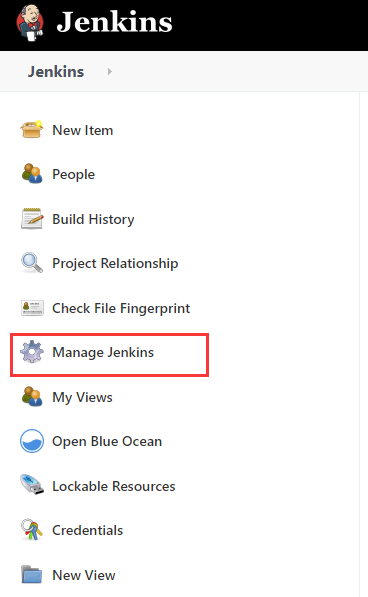 Jenkins
Jenkins
New Item
People
Build History
Project Relationship
Check File Fingerprint
Manage Jenkins
My Views
Open Blue Ocean
Lockable Resources
Credentials
New View